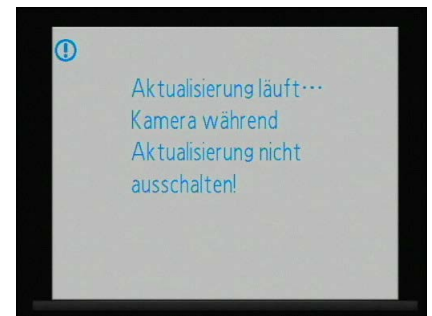 Aktualisierung läuft···
Kamera während
Aktualisierung nicht
ausschalten!